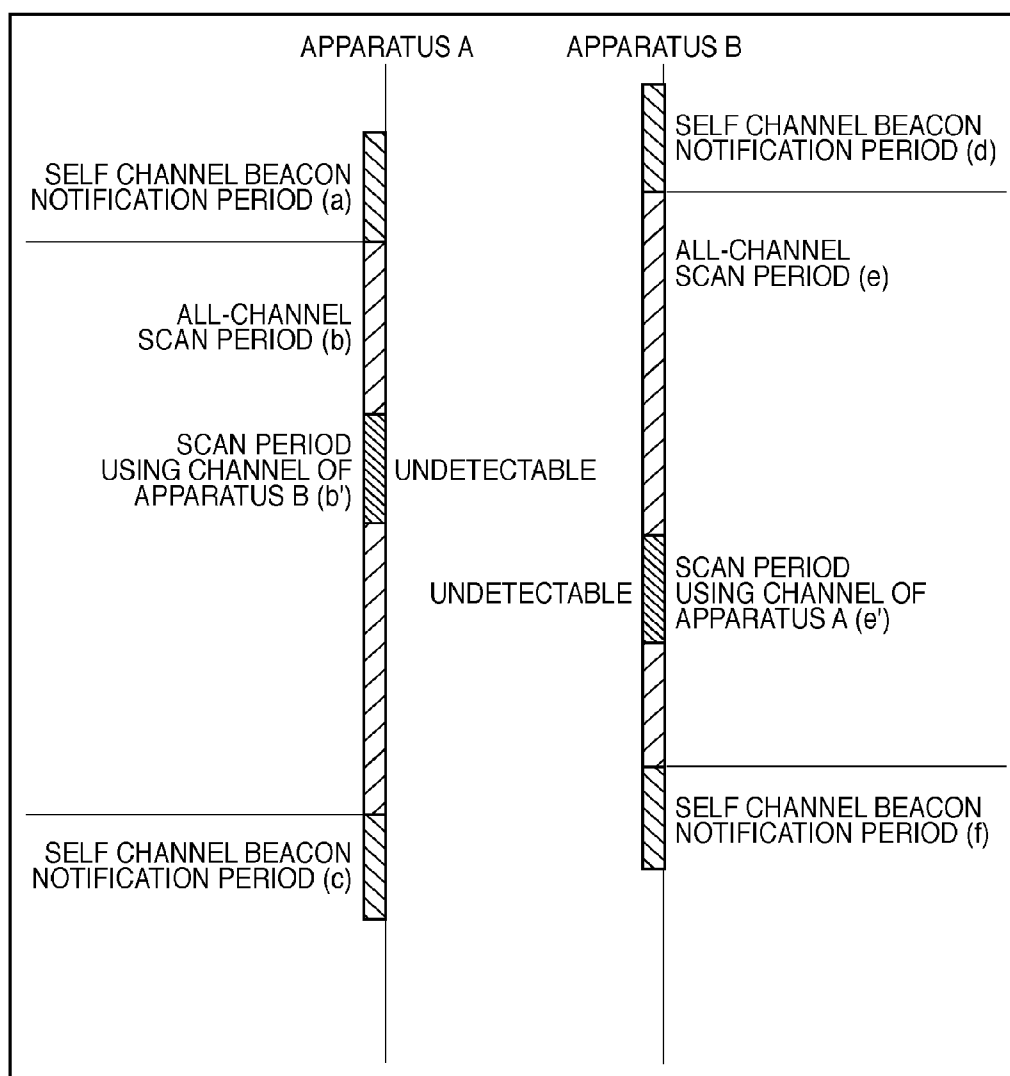 APPARATUS A
APPARATUS B
SELF CHANNEL BEACON
NOTIFICATION PERIOD (a)
SELF CHANNEL BEACON
NOTIFICATION PERIOD (d)
ALL-CHANNEL
SCAN PERIOD (b)
ALL-CHANNEL
SCAN PERIOD (e)
SCAN PERIOD
USING CHANNEL OF
APPARATUS B (b')
UNDETECTABLE
UNDETECTABLE
SCAN PERIOD
USING CHANNEL OF
APPARATUS A (e')
SELF CHANNEL BEACON
NOTIFICATION PERIOD (c)
SELF CHANNEL BEACON
NOTIFICATION PERIOD (f)